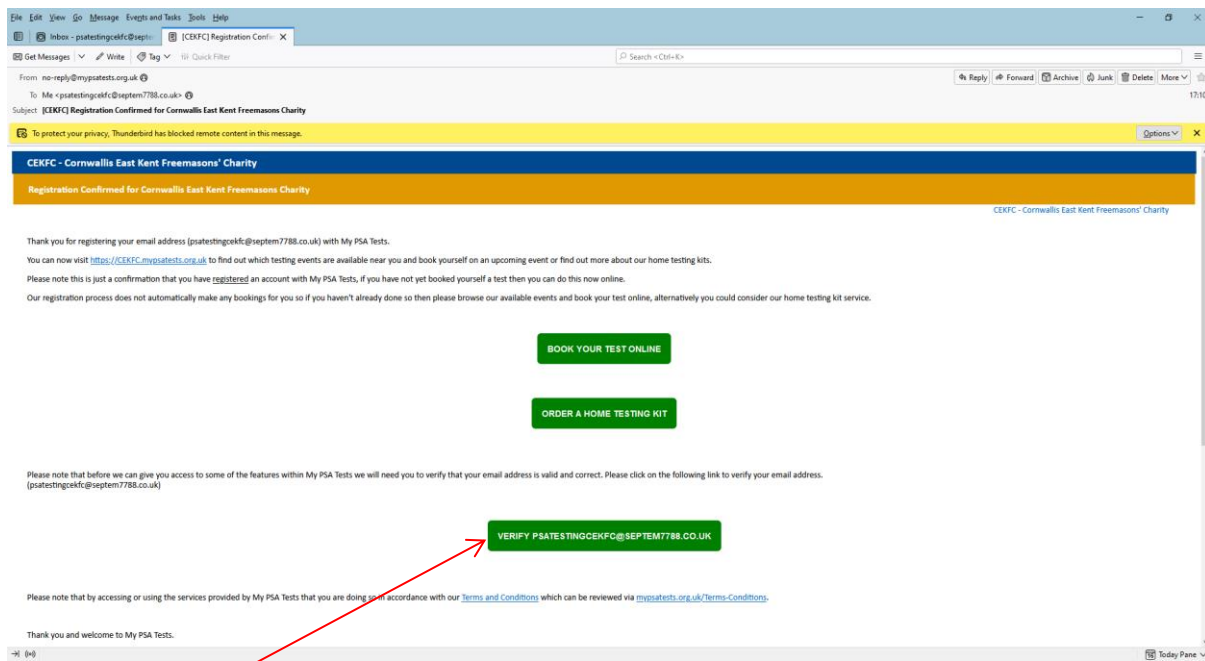 File Edit View Go Message Events and Tasks Tools Help
Inbox - psatestingcekfc@septe
[CEKFC] Registration Confir
Get Messages Write Tag Quick Filter Search <Ctrl+K>
From no-reply@mypsatests.org.uk Reply Forward Archive Junk Delete More
To Me <psatestingcekfc@septem7788.co.uk> 17:10
Subject [CEKFC] Registration Confirmed for Cornwallis East Kent Freemasons Charity
To protect your privacy, Thunderbird has blocked remote content in this message. Options
CEKFC - Cornwallis East Kent Freemasons' Charity
Registration Confirmed for Cornwallis East Kent Freemasons Charity
CEKFC - Cornwallis East Kent Freemasons' Charity
Thank you for registering your email address (psatestingcekfc@septem7788.co.uk) with My PSA Tests.
You can now visit https://CEKFC.mypsatests.org.uk to find out which testing events are available near you and book yourself on an upcoming event or find out more about our home testing kits.
Please note this is just a confirmation that you have registered an account with My PSA Tests, if you have not yet booked yourself a test then you can do this now online.
Our registration process does not automatically make any bookings for you so if you haven't already done so then please browse our available events and book your test online, alternatively you could consider our home testing kit service.
BOOK YOUR TEST ONLINE
ORDER A HOME TESTING KIT
Please note that before we can give you access to some of the features within My PSA Tests we will need you to verify that your email address is valid and correct. Please click on the following link to verify your email address.
(psatestingcekfc@septem7788.co.uk)
VERIFY PSATESTINGCEKFC@SEPTEM7788.CO.UK
Please note that by accessing or using the services provided by My PSA Tests that you are doing so in accordance with our Terms and Conditions which can be reviewed via mypsatests.org.uk/Terms-Conditions.
Thank you and welcome to My PSA Tests.
Today Pane